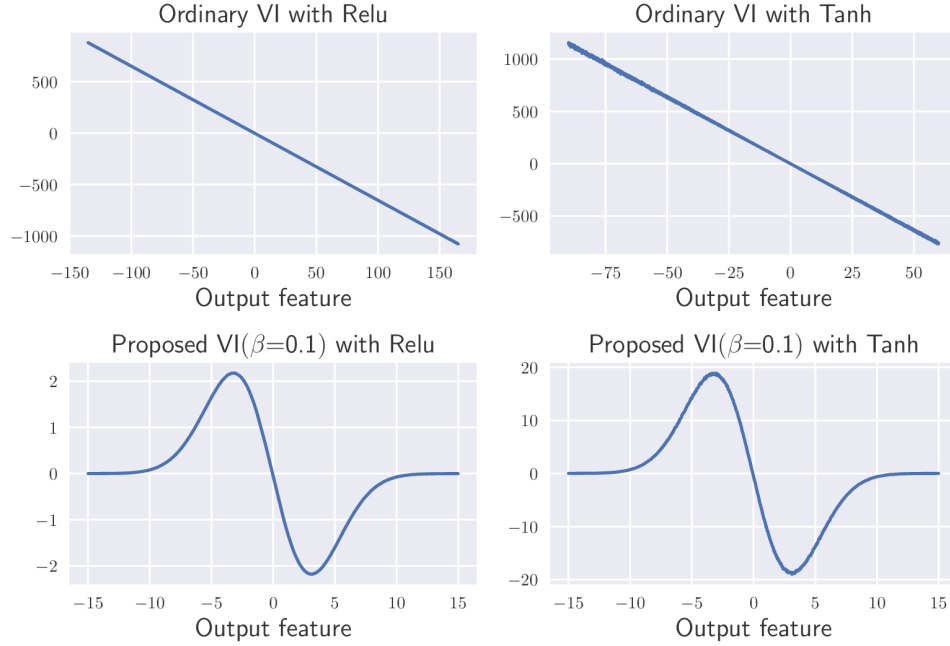 Ordinary VI with Relu
500
0
−500
−1000
−150 −100 −50 0 50 100 150
Output feature
Ordinary VI with Tanh
1000
500
0
−500
−75 −50 −25 0 25 50
Output feature
Proposed VI(β=0.1) with Relu
2
1
0
−1
−2
−15 −10 −5 0 5 10 15
Output feature
Proposed VI(β=0.1) with Tanh
20
10
0
−10
−20
−15 −10 −5 0 5 10 15
Output feature